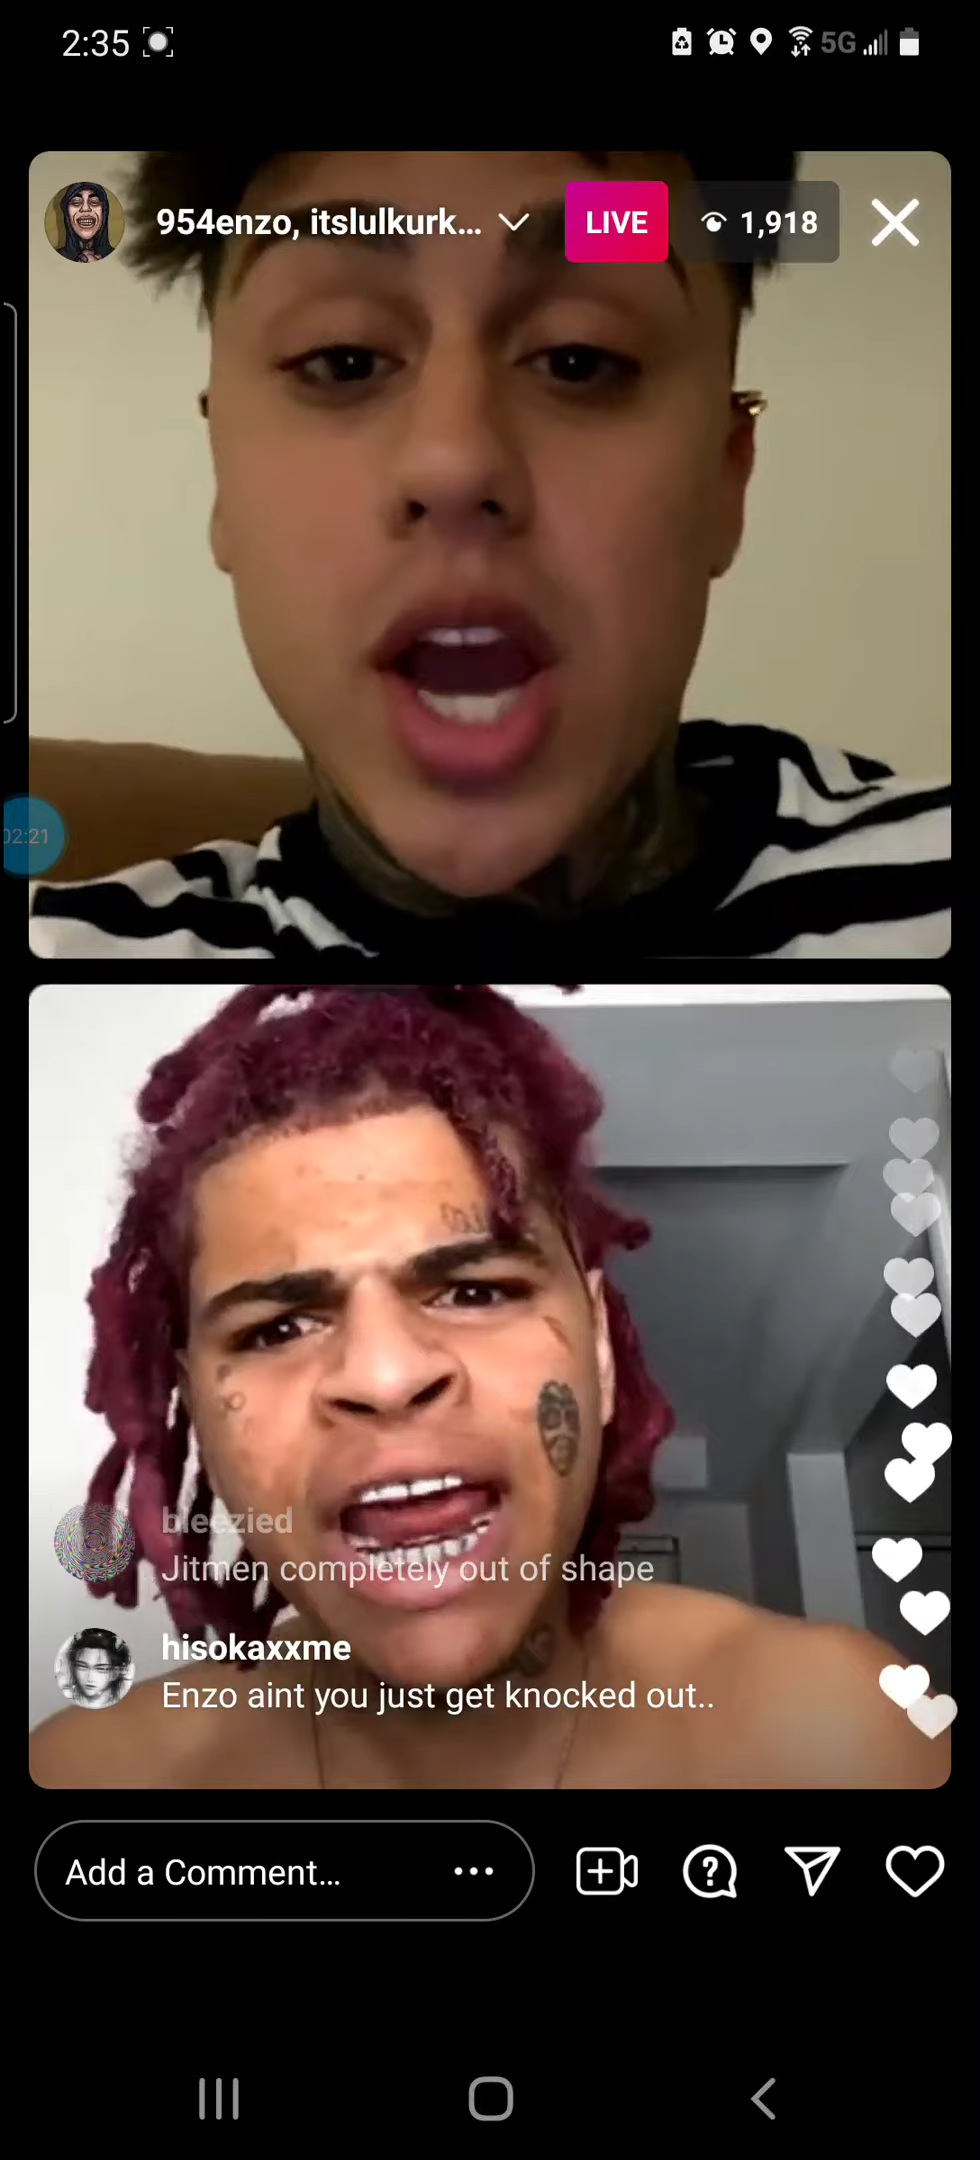 2:35
5G
954enzo, itslulkurk...
LIVE
1,918
02:21
bleezied
Jitmen completely out of shape
hisokaxxme
Enzo aint you just get knocked out..
Add a Comment...